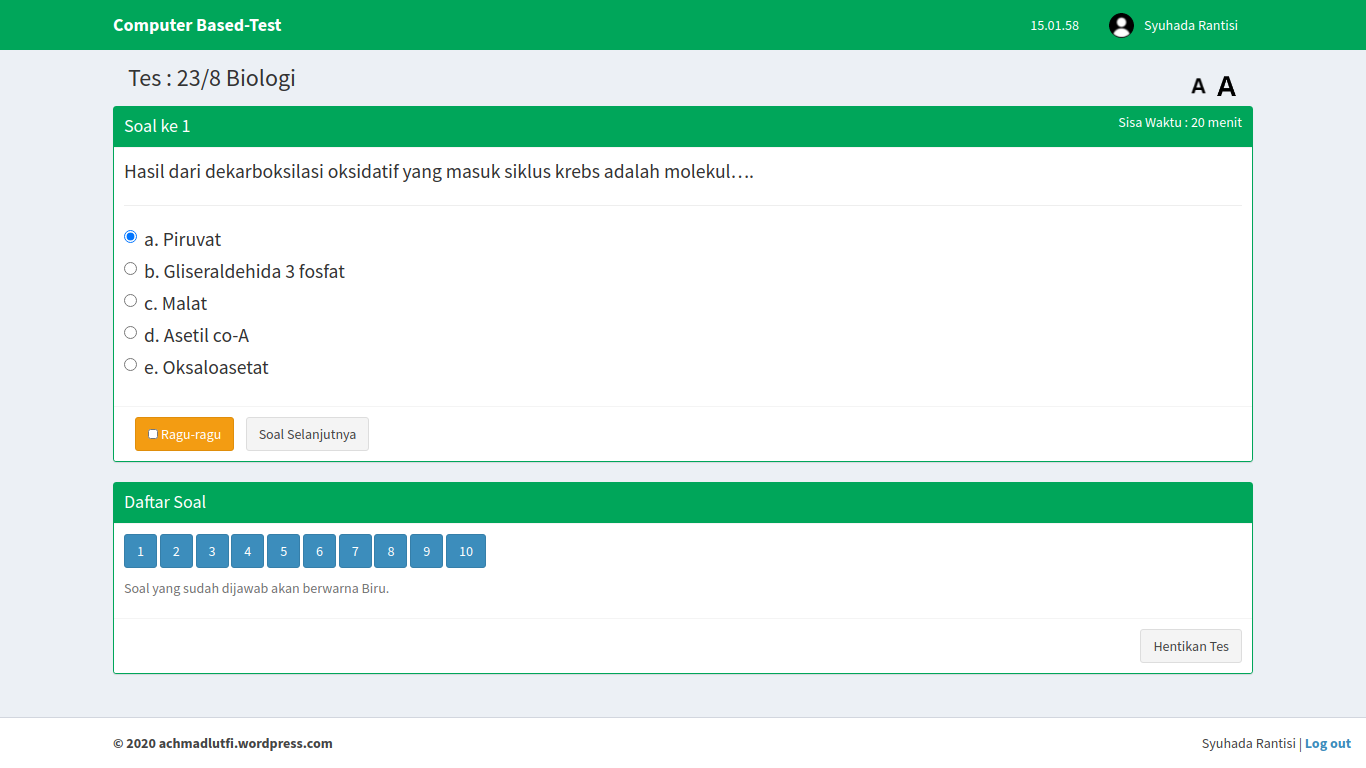 Computer Based-Test
15.01.58
Syuhada Rantisi
Tes : 23/8 Biologi
A A
Soal ke 1
Sisa Waktu : 20 menit
Hasil dari dekarboksilasi oksidatif yang masuk siklus krebs adalah molekul….
a. Piruvat
b. Gliseraldehida 3 fosfat
c. Malat
d. Asetil co-A
e. Oksaloasetat
Ragu-ragu
Soal Selanjutnya
Daftar Soal
1 2 3 4 5 6 7 8 9 10
Soal yang sudah dijawab akan berwarna Biru.
Hentikan Tes
© 2020 achmadlutfi.wordpress.com
Syuhada Rantisi | Log out